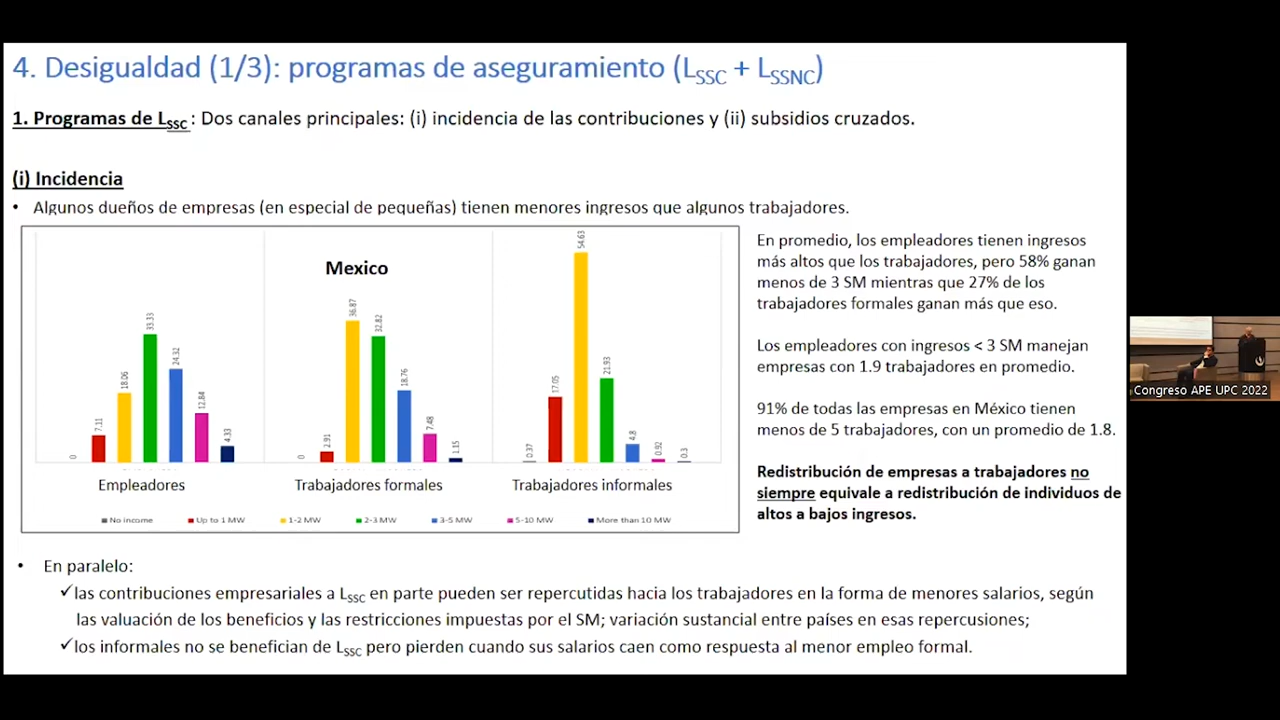 4. Desigualdad (1/3): programas de aseguramiento (LSSC + LSSNC)
1. Programas de LSSC: Dos canales principales: (i) incidencia de las contribuciones y (ii) subsidios cruzados.
(i) Incidencia
• Algunos dueños de empresas (en especial de pequeñas) tienen menores ingresos que algunos trabajadores.
Mexico
0
7.11
18.06
33.33
24.32
12.84
4.33
0
2.91
36.87
32.82
18.76
7.48
1.15
0.37
17.05
54.63
21.93
4.8
0.92
0.3
Empleadores
Trabajadores formales
Trabajadores informales
No income
Up to 1 MW
1-2 MW
2-3 MW
3-5 MW
5-10 MW
More than 10 MW
En promedio, los empleadores tienen ingresos
más altos que los trabajadores, pero 58% ganan
menos de 3 SM mientras que 27% de los
trabajadores formales ganan más que eso.
Los empleadores con ingresos < 3 SM manejan
empresas con 1.9 trabajadores en promedio.
91% de todas las empresas en México tienen
menos de 5 trabajadores, con un promedio de 1.8.
Redistribución de empresas a trabajadores no
siempre equivale a redistribución de individuos de
altos a bajos ingresos.
• En paralelo:
✓las contribuciones empresariales a LSSC en parte pueden ser repercutidas hacia los trabajadores en la forma de menores salarios, según
las valuación de los beneficios y las restricciones impuestas por el SM; variación sustancial entre países en esas repercusiones;
✓los informales no se benefician de LSSC pero pierden cuando sus salarios caen como respuesta al menor empleo formal.
Congreso APE UPC 2022